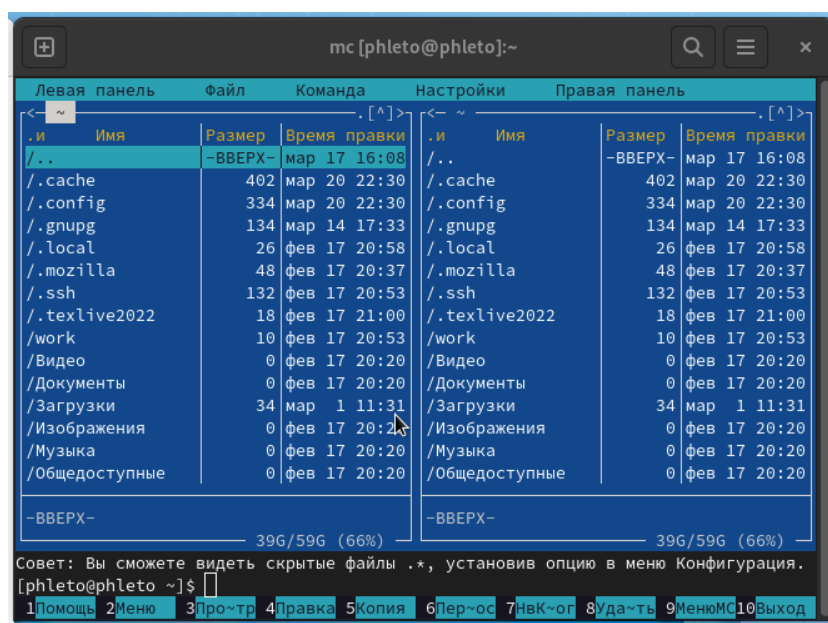 mc [phleto@phleto]:~
Левая панель Файл Команда Настройки Правая панель
<─ ~ .[^]> <─ ~ .[^]>
.и Имя Размер Время правки .и Имя Размер Время правки
/.. -ВВЕРХ- мар 17 16:08 /.. -ВВЕРХ- мар 17 16:08
/.cache 402 мар 20 22:30 /.cache 402 мар 20 22:30
/.config 334 мар 20 22:30 /.config 334 мар 20 22:30
/.gnupg 134 мар 14 17:33 /.gnupg 134 мар 14 17:33
/.local 26 фев 17 20:58 /.local 26 фев 17 20:58
/.mozilla 48 фев 17 20:37 /.mozilla 48 фев 17 20:37
/.ssh 132 фев 17 20:53 /.ssh 132 фев 17 20:53
/.texlive2022 18 фев 17 21:00 /.texlive2022 18 фев 17 21:00
/work 10 фев 17 20:53 /work 10 фев 17 20:53
/Видео 0 фев 17 20:20 /Видео 0 фев 17 20:20
/Документы 0 фев 17 20:20 /Документы 0 фев 17 20:20
/Загрузки 34 мар 1 11:31 /Загрузки 34 мар 1 11:31
/Изображения 0 фев 17 20:20 /Изображения 0 фев 17 20:20
/Музыка 0 фев 17 20:20 /Музыка 0 фев 17 20:20
/Общедоступные 0 фев 17 20:20 /Общедоступные 0 фев 17 20:20
-ВВЕРХ- -ВВЕРХ-
39G/59G (66%) 39G/59G (66%)
Совет: Вы сможете видеть скрытые файлы .*, установив опцию в меню Конфигурация.
[phleto@phleto ~]$
1Помощь 2Меню 3Про~тр 4Правка 5Копия 6Пер~ос 7НвК~ог 8Уда~ть 9МенюMC 10Выход